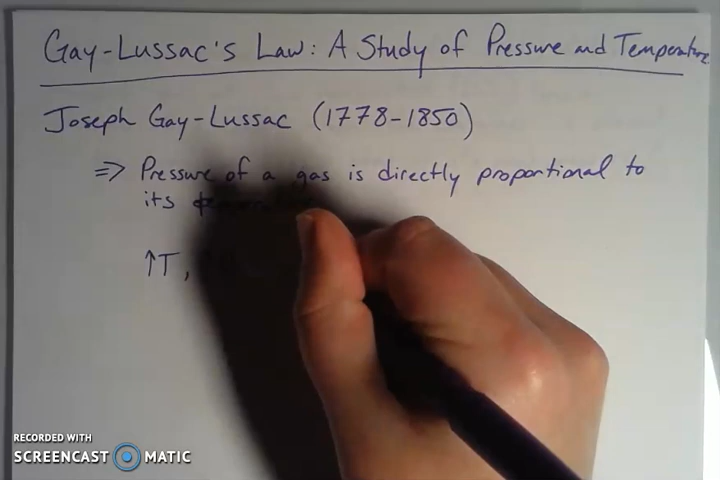 Gay-Lussac's Law: A Study of Pressure and Temperature
Joseph Gay-Lussac (1778-1850)
⇒ Pressure of a gas is directly proportional to
its
↑T,
RECORDED WITH
SCREENCAST MATIC